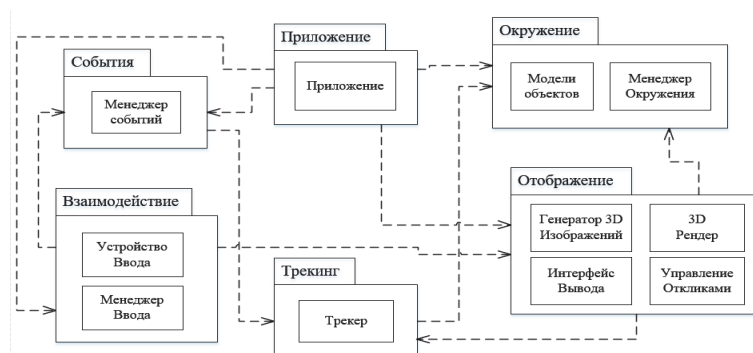 Приложение
Приложение
Окружение
Модели
объектов
Менеджер
Окружения
События
Менеджер
событий
Отображение
Генератор 3D
Изображений
3D
Рендер
Интерфейс
Вывода
Управление
Откликами
Взаимодействие
Устройство
Ввода
Менеджер
Ввода
Трекинг
Трекер